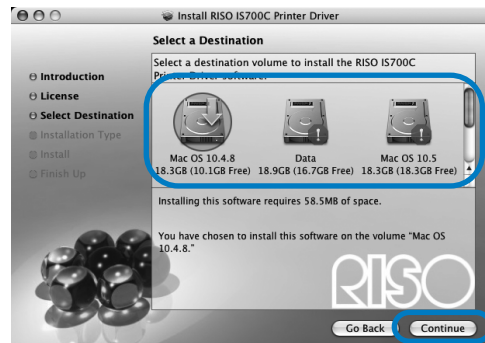 Install RISO IS700C Printer Driver
Select a Destination
Select a destination volume to install the RISO IS700C
Printer Driver software.
Introduction
License
Select Destination
Installation Type
Install
Finish Up
Mac OS 10.4.8
18.3GB (10.1GB Free)
Data
18.9GB (16.7GB Free)
Mac OS 10.5
18.3GB (18.3GB Free)
Installing this software requires 58.5MB of space.
You have chosen to install this software on the volume "Mac OS
10.4.8."
RISO
Go Back
Continue